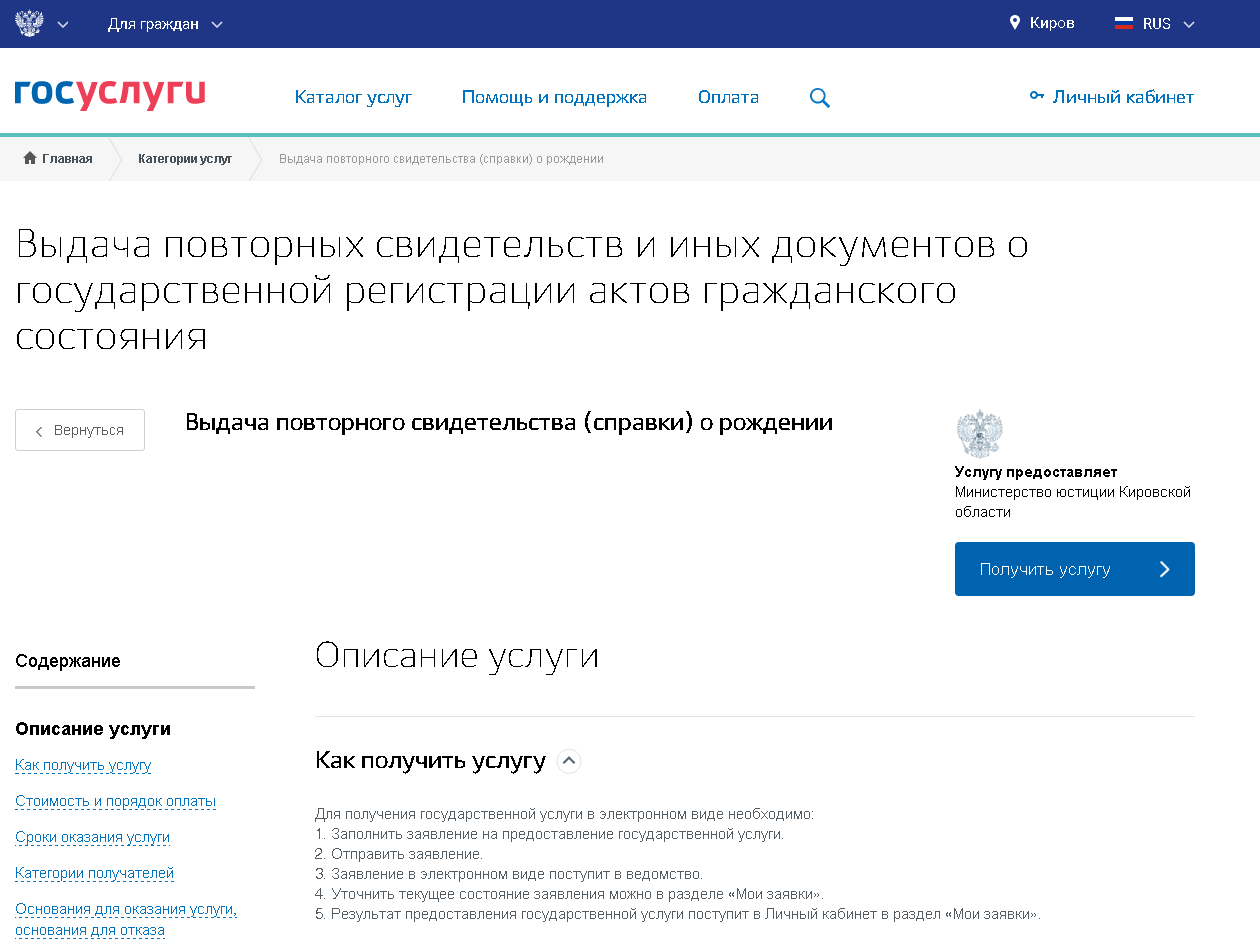 Для граждан
Киров
RUS
госуслуги
Каталог услуг
Помощь и поддержка
Оплата
Личный кабинет
Главная
Категории услуг
Выдача повторного свидетельства (справки) о рождении
Выдача повторных свидетельств и иных документов о
государственной регистрации актов гражданского
состояния
Вернуться
Выдача повторного свидетельства (справки) о рождении
Услугу предоставляет
Министерство юстиции Кировской
области
Получить услугу
Содержание
Описание услуги
Как получить услугу
Стоимость и порядок оплаты
Сроки оказания услуги
Категории получателей
Основания для оказания услуги,
основания для отказа
Описание услуги
Как получить услугу
Для получения государственной услуги в электронном виде необходимо:
1. Заполнить заявление на предоставление государственной услуги.
2. Отправить заявление.
3. Заявление в электронном виде поступит в ведомство.
4. Уточнить текущее состояние заявления можно в разделе «Мои заявки».
5. Результат предоставления государственной услуги поступит в Личный кабинет в раздел «Мои заявки».